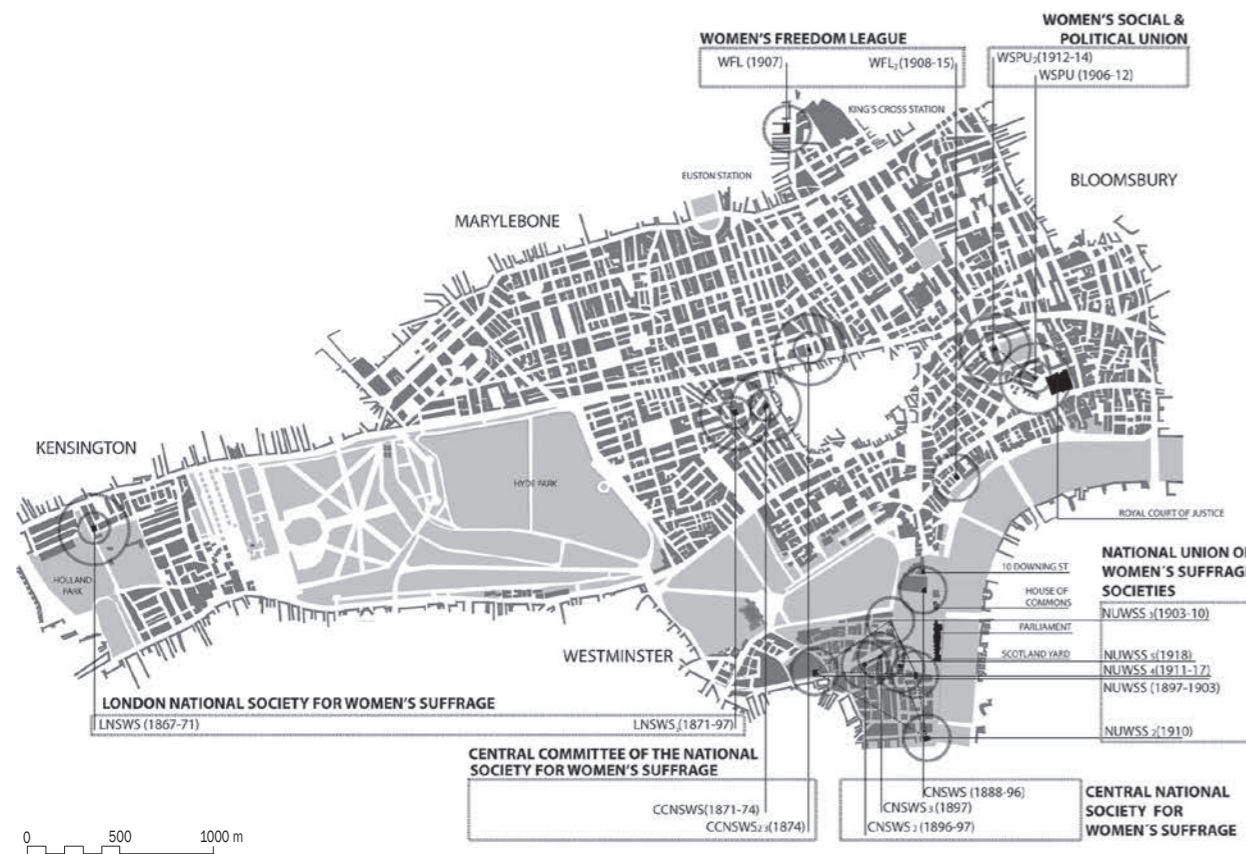 WOMEN'S FREEDOM LEAGUE
WFL (1907)
WFL2(1908-15)
WOMEN'S SOCIAL &
POLITICAL UNION
WSPU2(1912-14)
WSPU (1906-12)
KING'S CROSS STATION
EUSTON STATION
BLOOMSBURY
MARYLEBONE
KENSINGTON
HYDE PARK
HOLLAND
PARK
WESTMINSTER
ROYAL COURT OF JUSTICE
10 DOWNING ST
HOUSE OF
COMMONS
PARLIAMENT
SCOTLAND YARD
NATIONAL UNION OF
WOMEN'S SUFFRAGE
SOCIETIES
NUWSS 3(1903-10)
NUWSS 5(1918)
NUWSS 4(1911-17)
NUWSS (1897-1903)
NUWSS 2(1910)
LONDON NATIONAL SOCIETY FOR WOMEN'S SUFFRAGE
LNSWS (1867-71)
LNSWS2(1871-97)
CENTRAL COMMITTEE OF THE NATIONAL
SOCIETY FOR WOMEN'S SUFFRAGE
CCNSWS(1871-74)
CCNSWS2 3(1874)
CNSWS (1888-96)
CNSWS 3(1897)
CNSWS 2 (1896-97)
CENTRAL NATIONAL
SOCIETY FOR
WOMEN'S SUFFRAGE
0 500 1000 m